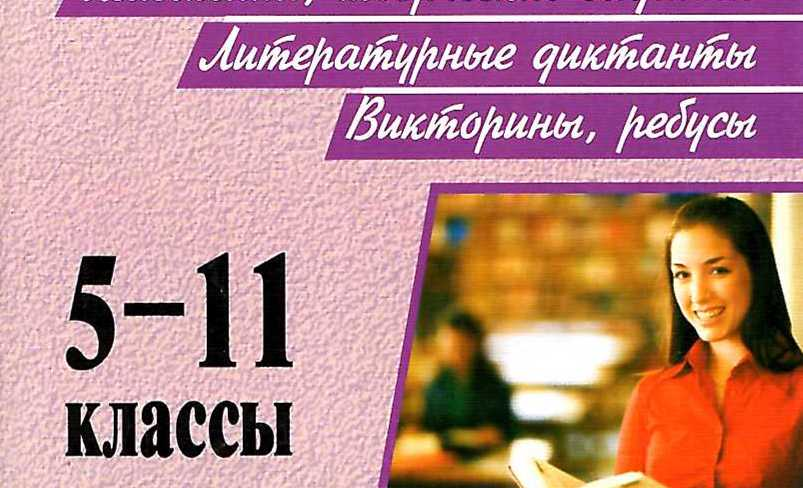 Литературные диктанты
Викторины, ребусы
5–11
классы